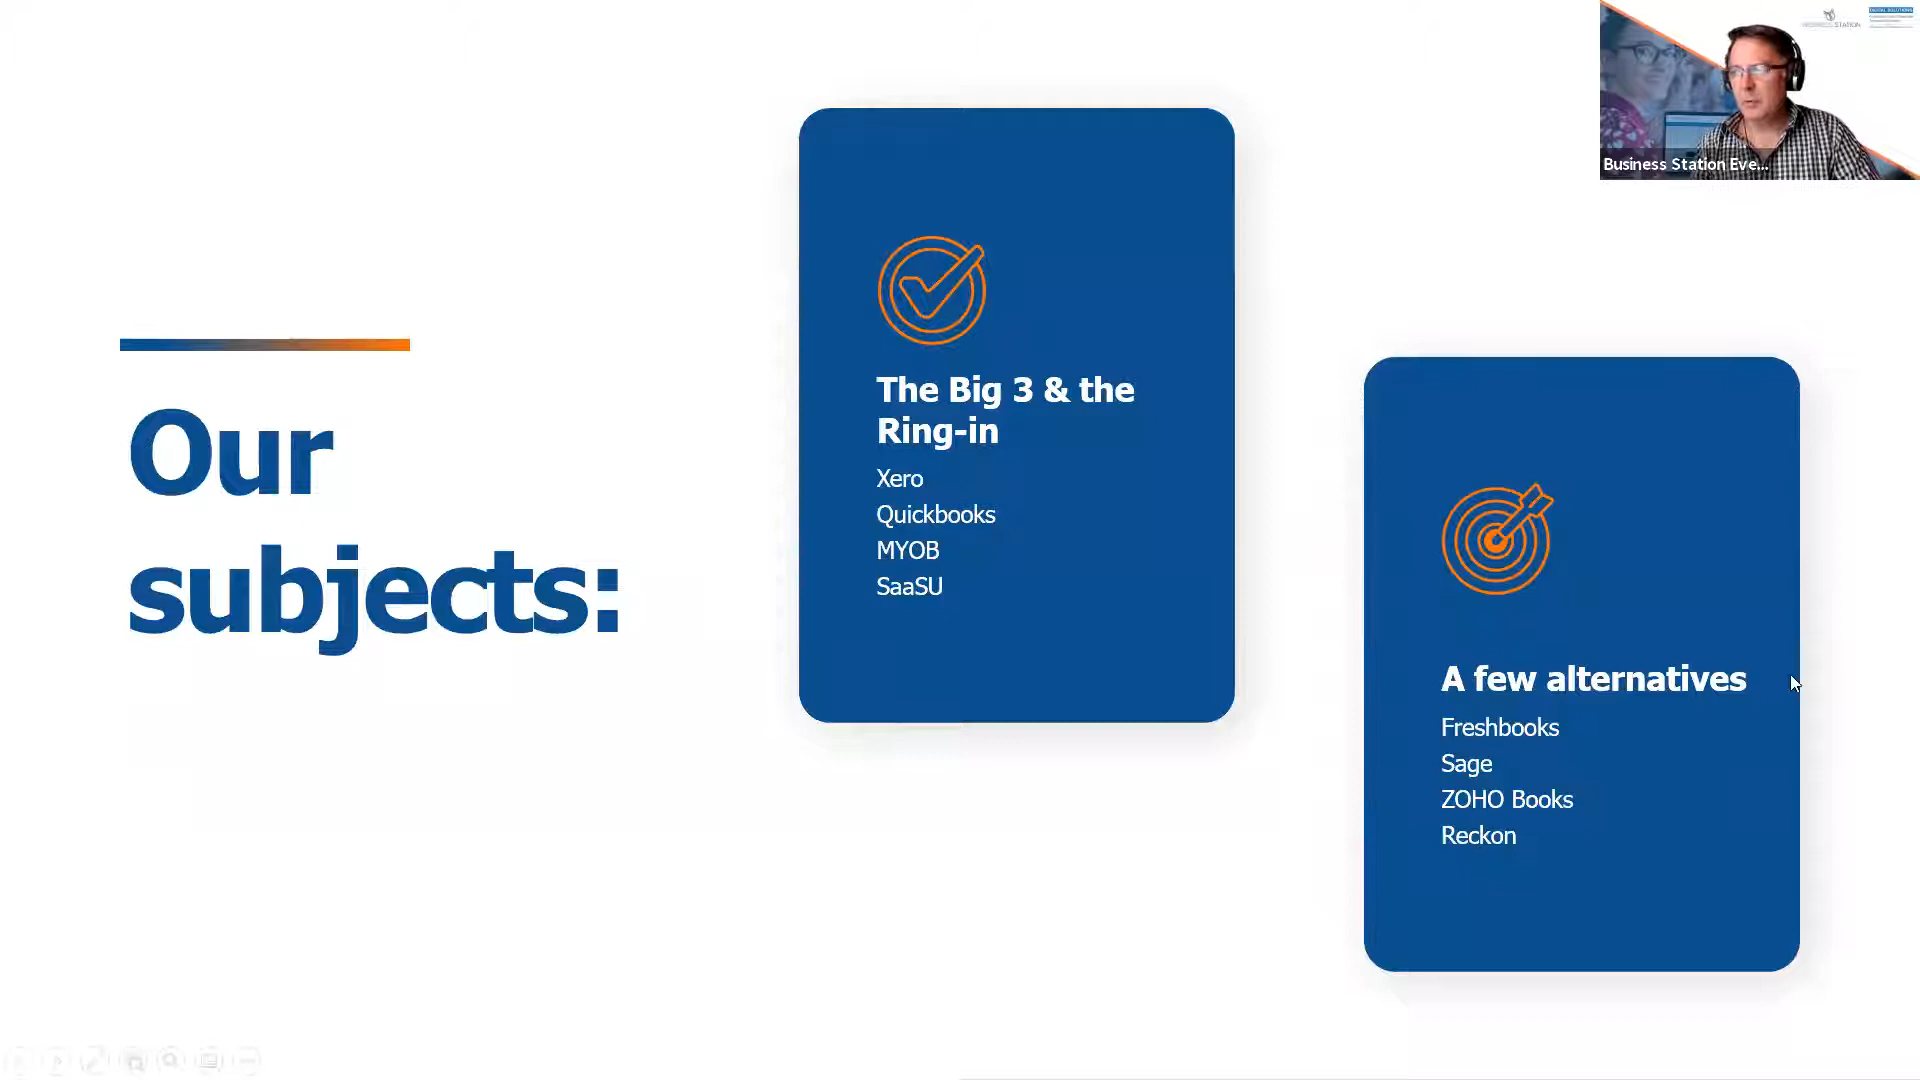 Our
subjects:
The Big 3 & the
Ring-in
Xero
Quickbooks
MYOB
SaaSU
A few alternatives
Freshbooks
Sage
ZOHO Books
Reckon
Business Station Eve...